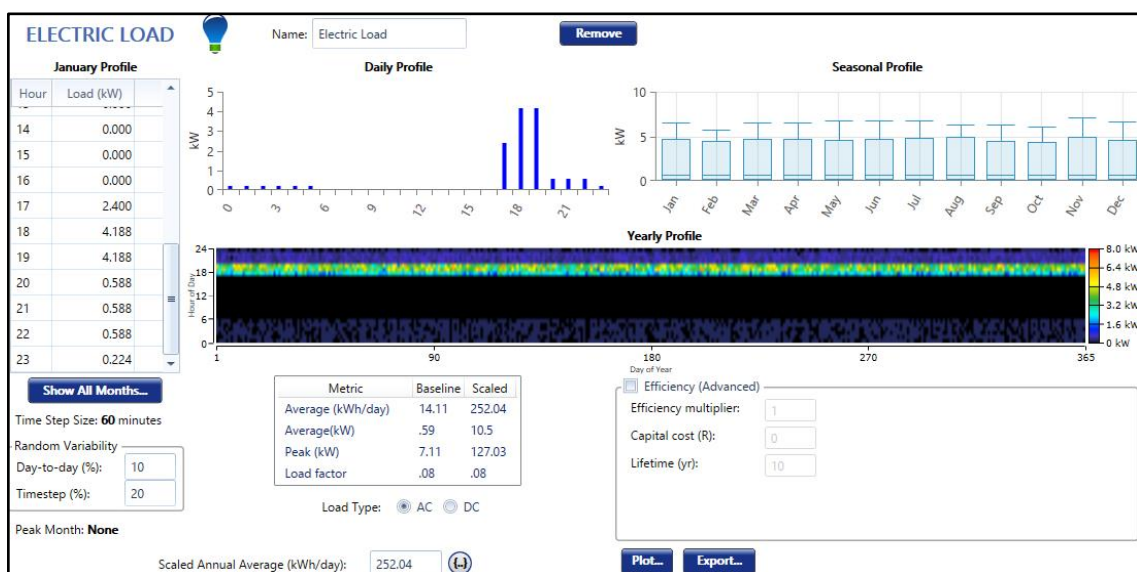 ELECTRIC LOAD
Name: Electric Load
Remove
January Profile
Hour Load (kW)
14 0.000
15 0.000
16 0.000
17 2.400
18 4.188
19 4.188
20 0.588
21 0.588
22 0.588
23 0.224
Show All Months...
Time Step Size: 60 minutes
Random Variability
Day-to-day (%): 10
Timestep (%): 20
Peak Month: None
Daily Profile
kW
5
4
3
2
1
0
0 3 6 9 12 15 18 21
Seasonal Profile
kW
10
5
0
Jan Feb Mar Apr May Jun Jul Aug Sep Oct Nov Dec
Yearly Profile
Hour of Day
24
18
12
6
0
1 90 180 270 365
Day of Year
8.0 kW
6.4 kW
4.8 kW
3.2 kW
1.6 kW
0 kW
Metric Baseline Scaled
Average (kWh/day) 14.11 252.04
Average(kW) .59 10.5
Peak (kW) 7.11 127.03
Load factor .08 .08
Load Type: AC DC
Scaled Annual Average (kWh/day): 252.04 {..}
Efficiency (Advanced)
Efficiency multiplier: 1
Capital cost (R): 0
Lifetime (yr): 10
Plot... Export...